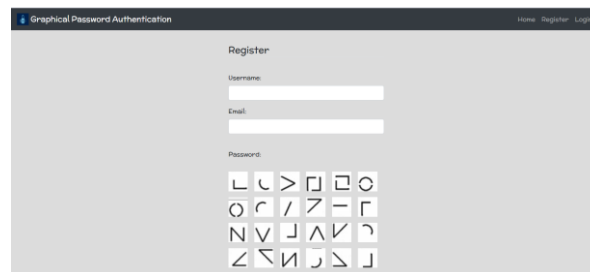 Graphical Password Authentication
Home Register Login
Register
Username:
Email:
Password: